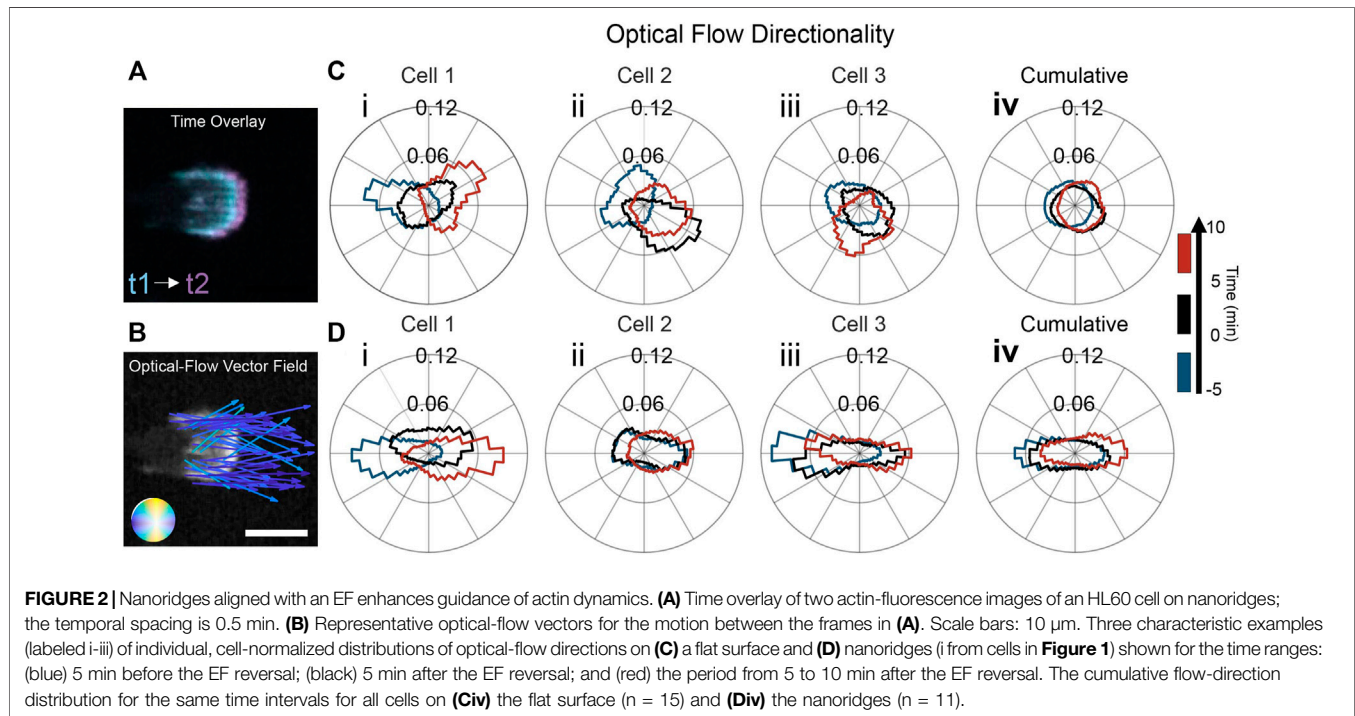 Optical Flow Directionality
A
Time Overlay
t1 → t2
C
Cell 1
i
0.12
0.06
Cell 2
ii
0.12
0.06
Cell 3
iii
0.12
0.06
Cumulative
iv
0.12
0.06
B
Optical-Flow Vector Field
D
Cell 1
i
0.12
0.06
Cell 2
ii
0.12
0.06
Cell 3
iii
0.12
0.06
Cumulative
iv
0.12
0.06
10
5
0
-5
Time (min)
FIGURE 2 | Nanoridges aligned with an EF enhances guidance of actin dynamics. (A) Time overlay of two actin-fluorescence images of an HL60 cell on nanoridges;
the temporal spacing is 0.5 min. (B) Representative optical-flow vectors for the motion between the frames in (A). Scale bars: 10 μm. Three characteristic examples
(labeled i-iii) of individual, cell-normalized distributions of optical-flow directions on (C) a flat surface and (D) nanoridges (i from cells in Figure 1) shown for the time ranges:
(blue) 5 min before the EF reversal; (black) 5 min after the EF reversal; and (red) the period from 5 to 10 min after the EF reversal. The cumulative flow-direction
distribution for the same time intervals for all cells on (Civ) the flat surface (n = 15) and (Div) the nanoridges (n = 11).